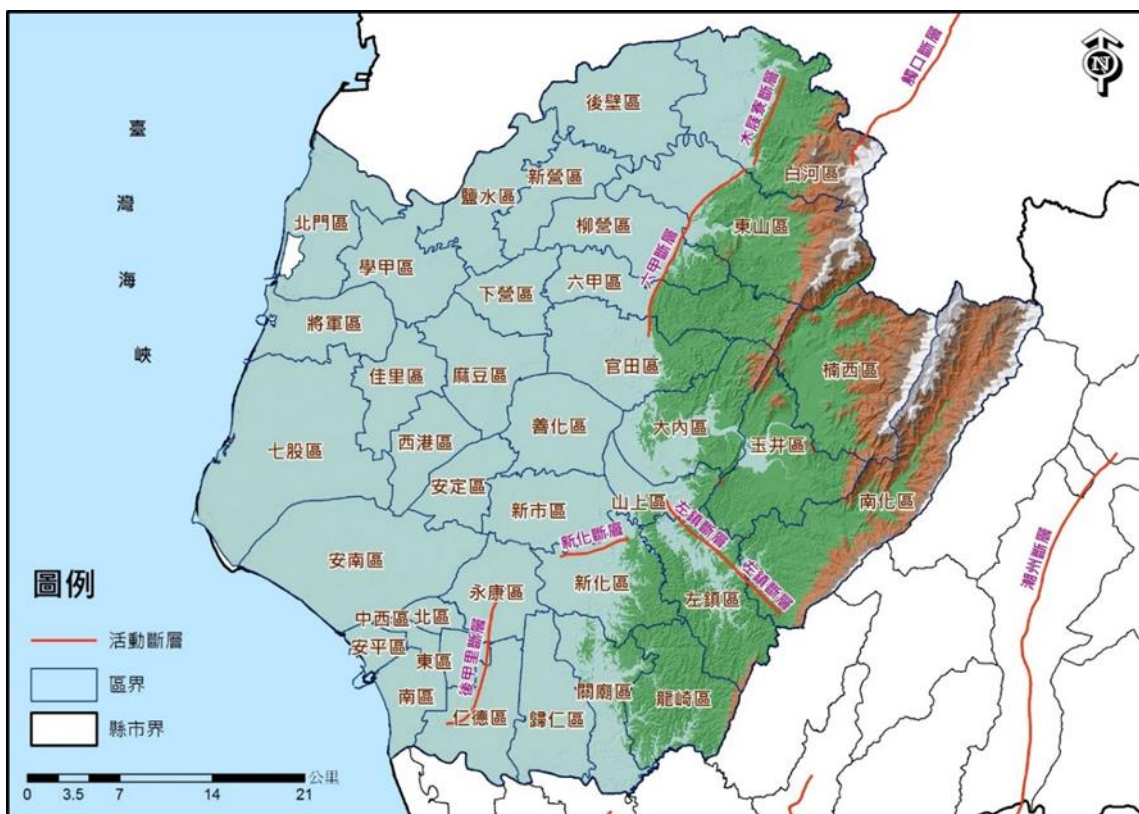 臺灣海峽
N
觸口斷層
木屐寮斷層
後壁區
白河區
新營區
鹽水區
北門區
柳營區
東山區
學甲區
六甲斷層
六甲區
下營區
將軍區
官田區
楠西區
佳里區
麻豆區
大內區
善化區
玉井區
七股區
西港區
安定區
山上區
南化區
新市區
左鎮斷層
新化斷層
左鎮斷層
安南區
新化區
永康區
左鎮區
潮州斷層
中西區
北區
安平區
東區
後甲里斷層
南區
關廟區
龍崎區
仁德區
歸仁區
圖例
活動斷層
區界
縣市界
公里
0 3.5 7 14 21